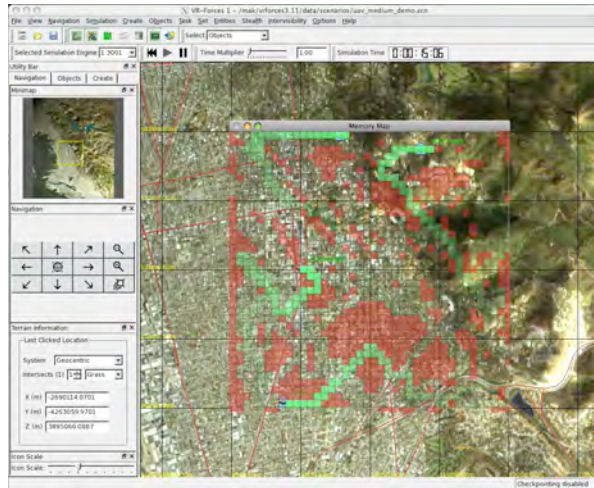 VR-Forces 1 - /mak/vrforces3.11/data/scenarios/uav_medium_demo.scn
File View Navigation Simulation Create Objects Task Set Entities Stealth Intervisibility Options Help
Select: Objects
Selected Simulation Engine 1:3001 Time Multiplier 1.00 Simulation Time 0:00:15:06
Utility Bar
Navigation Objects Create
Minimap
Memory Map
Navigation
Terrain Information
Last Clicked Location
System Geocentric
Intersects (1) 1 Grass
X (m) -2690114.0701
Y (m) -4263059.9701
Z (m) 3895066.0887
Icon Scale
Icon Scale:
Checkpointing disabled